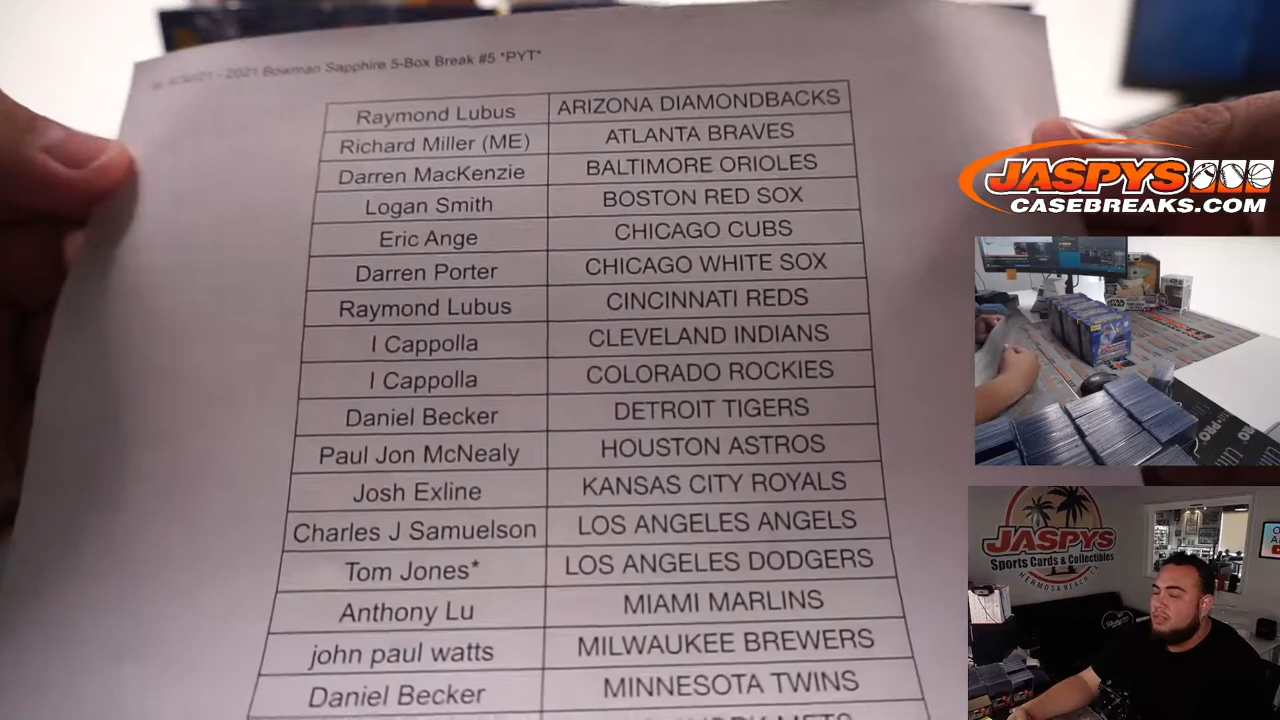 - 2021 Bowman Sapphire 5-Box Break #5 *PYT*
Raymond Lubus ARIZONA DIAMONDBACKS
Richard Miller (ME) ATLANTA BRAVES
Darren MacKenzie BALTIMORE ORIOLES
Logan Smith BOSTON RED SOX
Eric Ange CHICAGO CUBS
Darren Porter CHICAGO WHITE SOX
Raymond Lubus CINCINNATI REDS
I Cappolla CLEVELAND INDIANS
I Cappolla COLORADO ROCKIES
Daniel Becker DETROIT TIGERS
Paul Jon McNealy HOUSTON ASTROS
Josh Exline KANSAS CITY ROYALS
Charles J Samuelson LOS ANGELES ANGELS
Tom Jones* LOS ANGELES DODGERS
Anthony Lu MIAMI MARLINS
john paul watts MILWAUKEE BREWERS
Daniel Becker MINNESOTA TWINS
JASPYS
CASEBREAKS.COM
JASPYS
Sports Cards & Collectibles
HERMOSA BEACH, CA